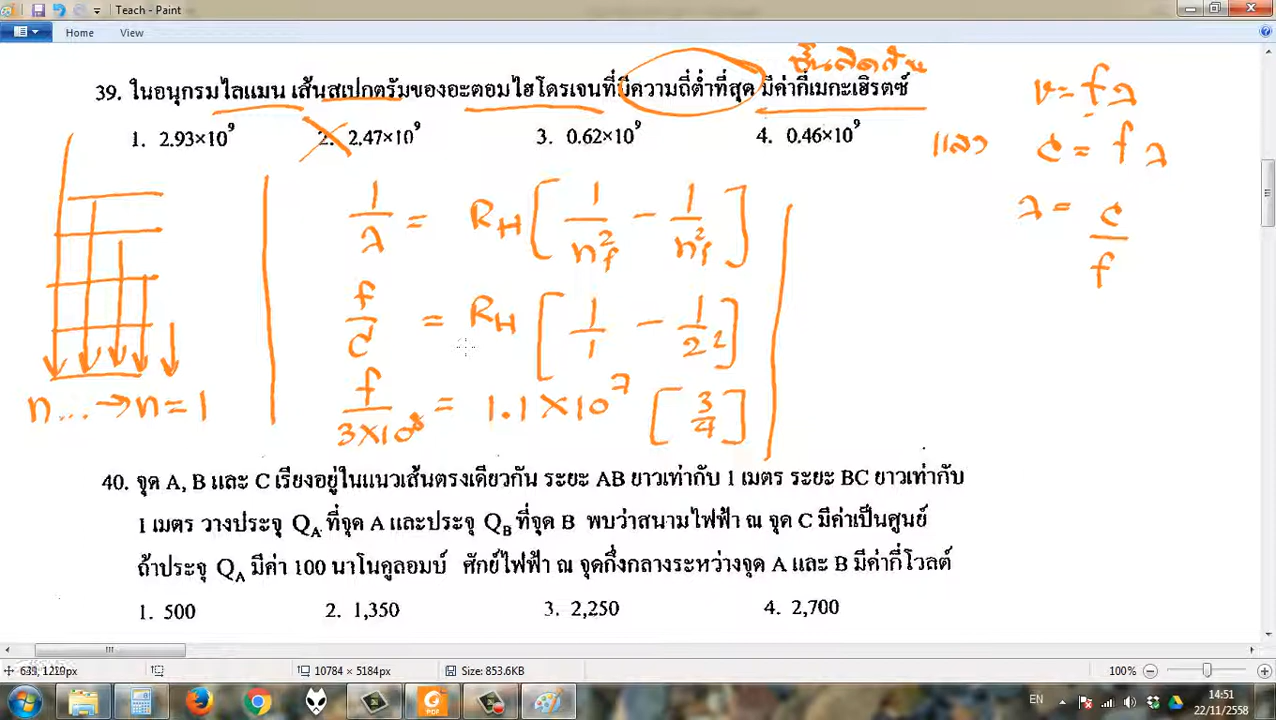 Teach - Paint
Home View
ชั้นติดกัน
39. ในอนุกรมไลแมน เส้นสเปกตรัมของอะตอมไฮโดรเจนที่มีความถี่ต่ำที่สุด มีค่ากี่เมกะเฮิรตซ์
1. 2.93×10⁹ 2. 2.47×10⁹ 3. 0.62×10⁹ 4. 0.46×10⁹
v = fλ
แสง c = fλ
λ = c/f
1/λ = R_H [ 1/n_f² − 1/n_f² ]
f/c = R_H [ 1/1 − 1/2² ]
f/3×10⁸ = 1.1×10⁷ [ 3/4 ]
n... → n = 1
40. จุด A, B และ C เรียงอยู่ในแนวเส้นตรงเดียวกัน ระยะ AB ยาวเท่ากับ 1 เมตร ระยะ BC ยาวเท่ากับ
1 เมตร วางประจุ Q_A ที่จุด A และประจุ Q_B ที่จุด B พบว่าสนามไฟฟ้า ณ จุด C มีค่าเป็นศูนย์
ถ้าประจุ Q_A มีค่า 100 นาโนคูลอมบ์ ศักย์ไฟฟ้า ณ จุดกึ่งกลางระหว่างจุด A และ B มีค่ากี่โวลต์
1. 500 2. 1,350 3. 2,250 4. 2,700
10784 × 5184px Size: 853.6KB 100%
EN 14:51
22/11/2558